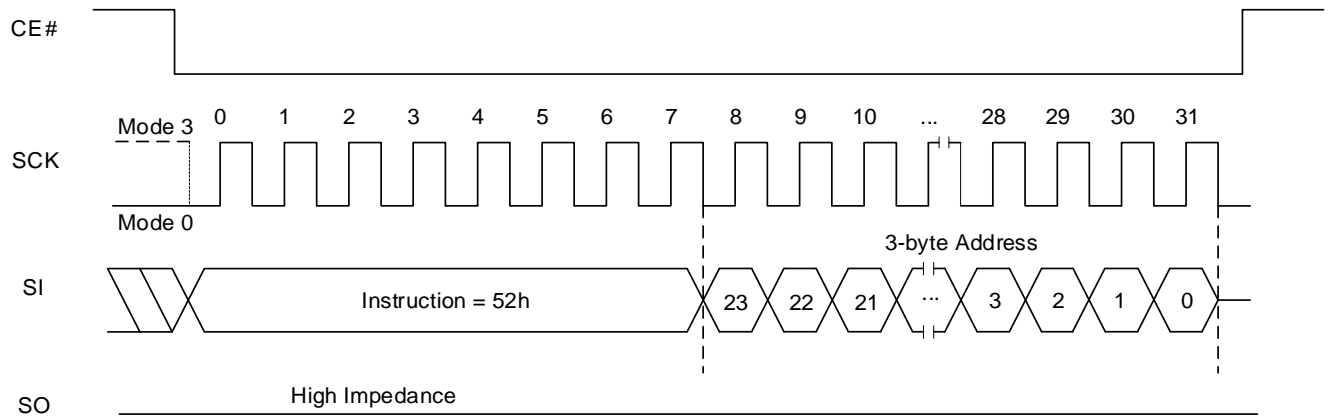 CE#
0 1 2 3 4 5 6 7 8 9 10 ... 28 29 30 31
Mode 3
SCK
Mode 0
3-byte Address
SI
Instruction = 52h 23 22 21 ... 3 2 1 0
High Impedance
SO